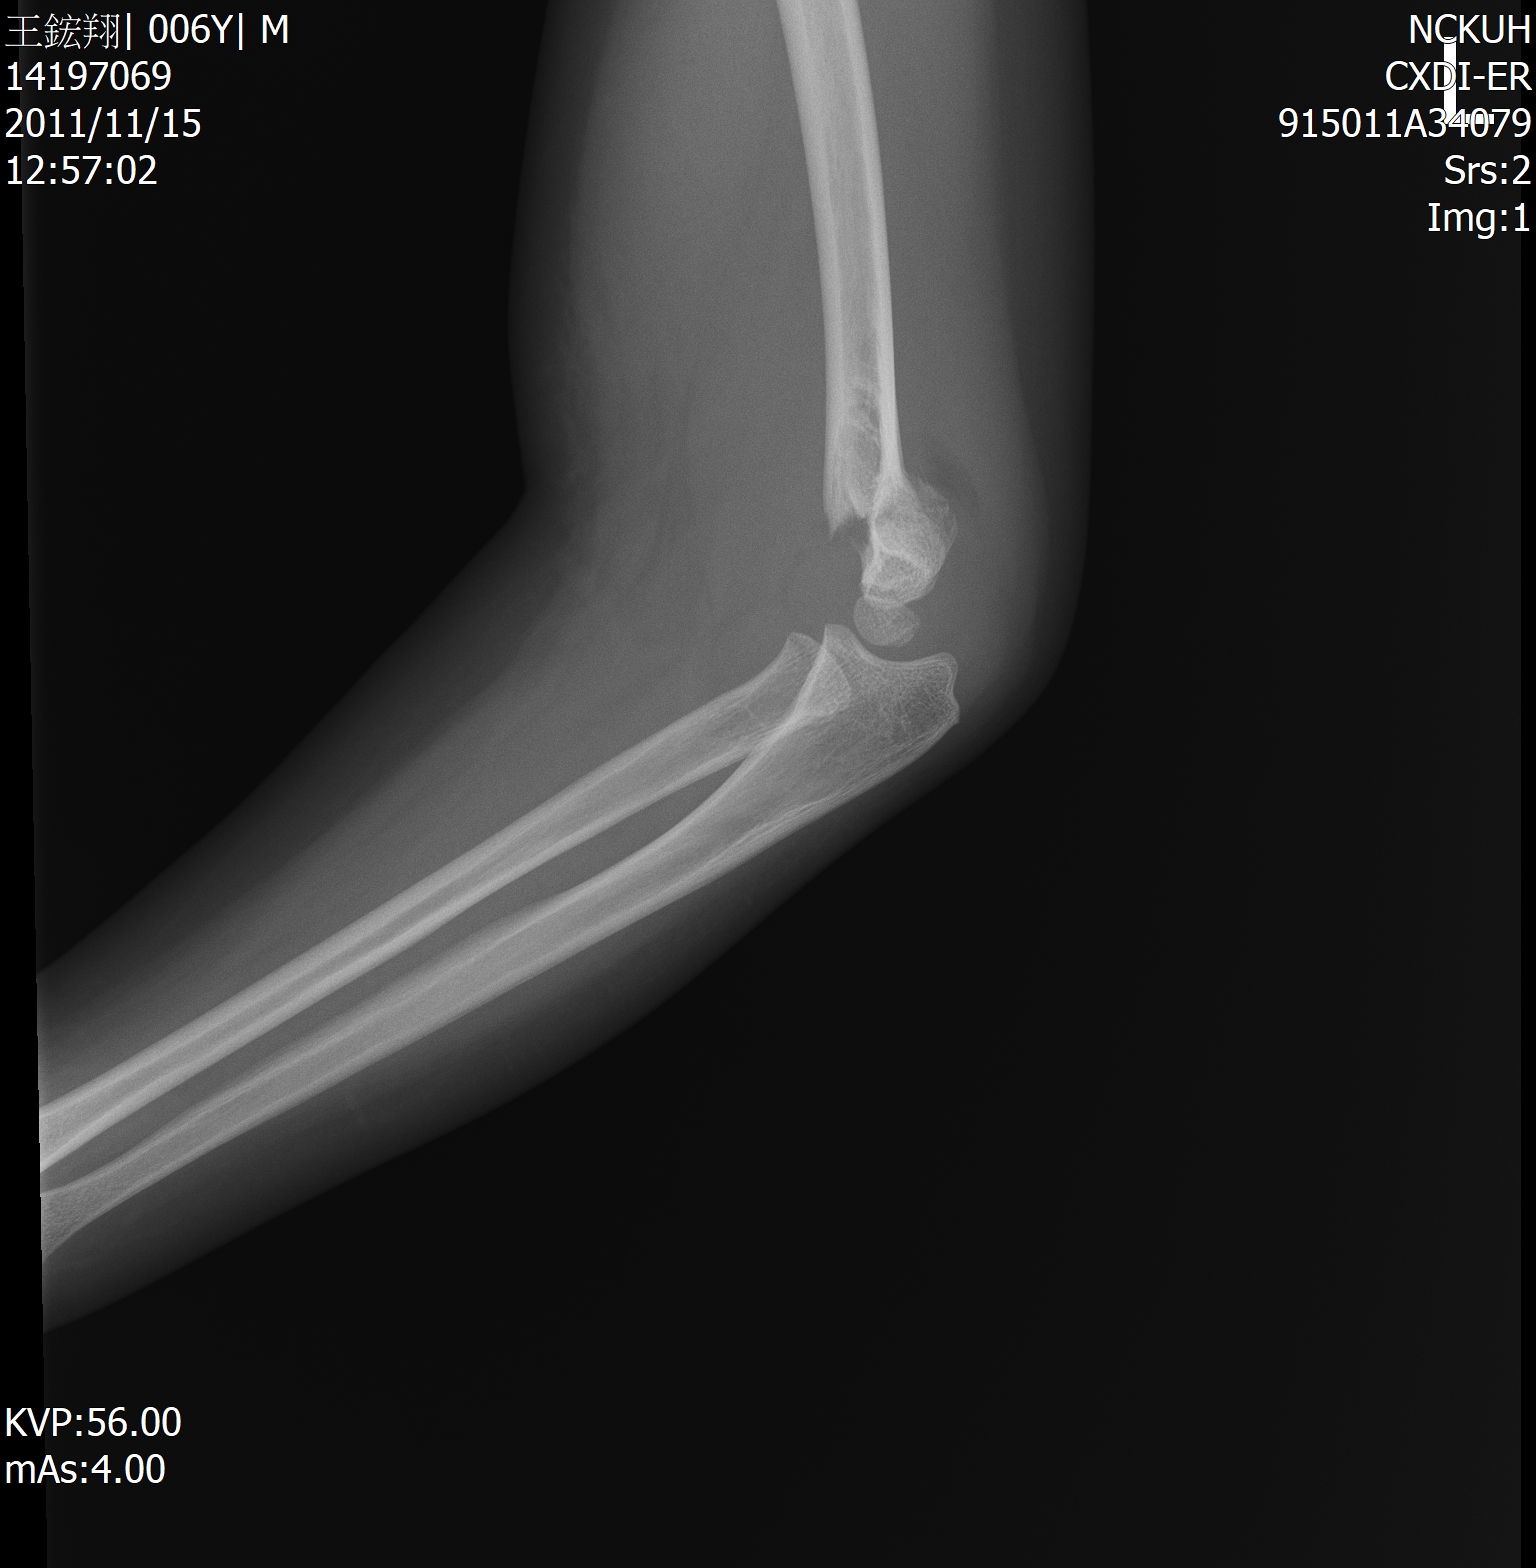 王鋐翔| 006Y| M
14197069
2011/11/15
12:57:02
NCKUH
CXDI-ER
915011A34079
Srs:2
Img:1
L
KVP:56.00
mAs:4.00